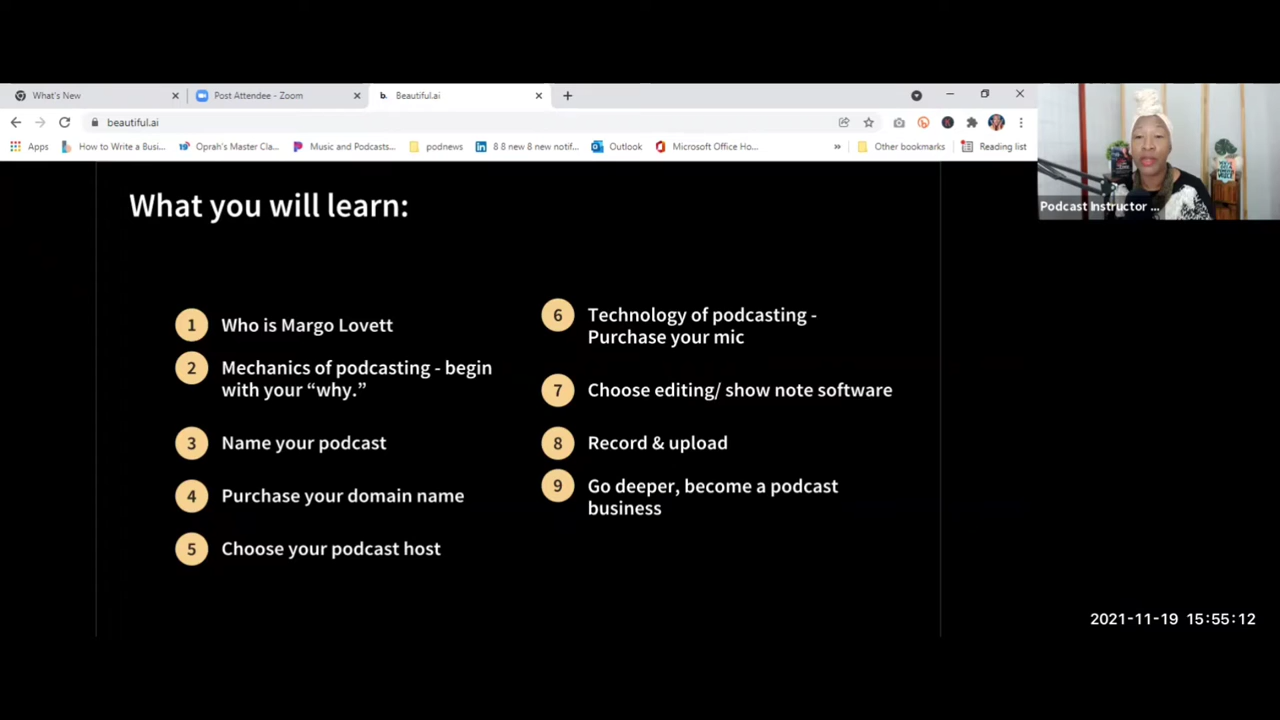 What's New
Post Attendee - Zoom
b. Beautiful.ai
beautiful.ai
Apps
How to Write a Busi...
Oprah's Master Cla...
Music and Podcasts...
podnews
8 8 new 8 new notif...
Outlook
Microsoft Office Ho...
»
Other bookmarks
Reading list
Podcast Instructor ...
What you will learn:
1 Who is Margo Lovett
2 Mechanics of podcasting - begin
with your “why.”
3 Name your podcast
4 Purchase your domain name
5 Choose your podcast host
6 Technology of podcasting -
Purchase your mic
7 Choose editing/ show note software
8 Record & upload
9 Go deeper, become a podcast
business
2021-11-19 15:55:12